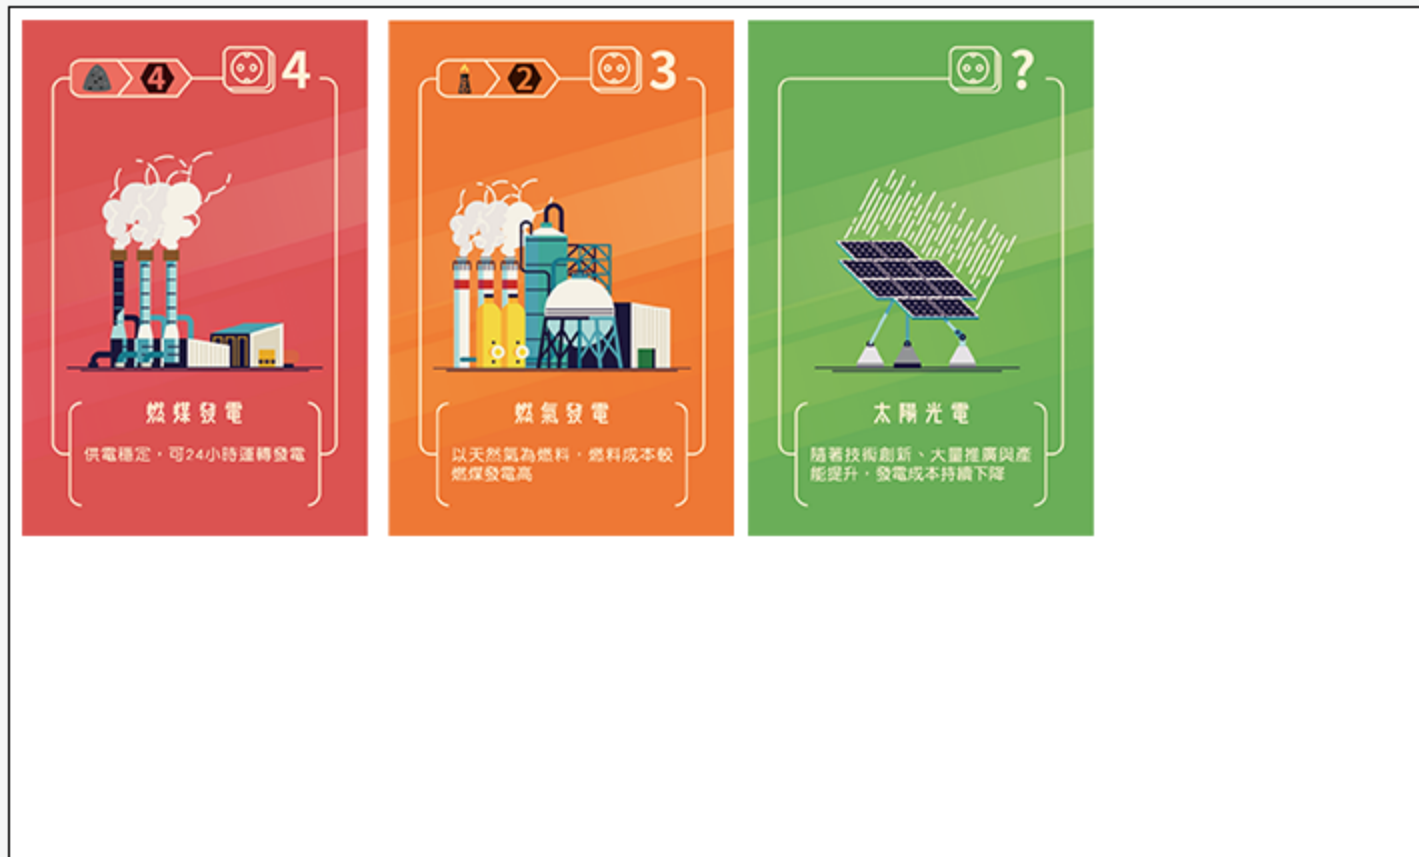 4 4
燃煤發電
供電穩定，可24小時運轉發電
2 3
燃氣發電
以天然氣為燃料，燃料成本較
燃煤發電高
?
太陽光電
隨著技術創新、大量推廣與產
能提升，發電成本持續下降